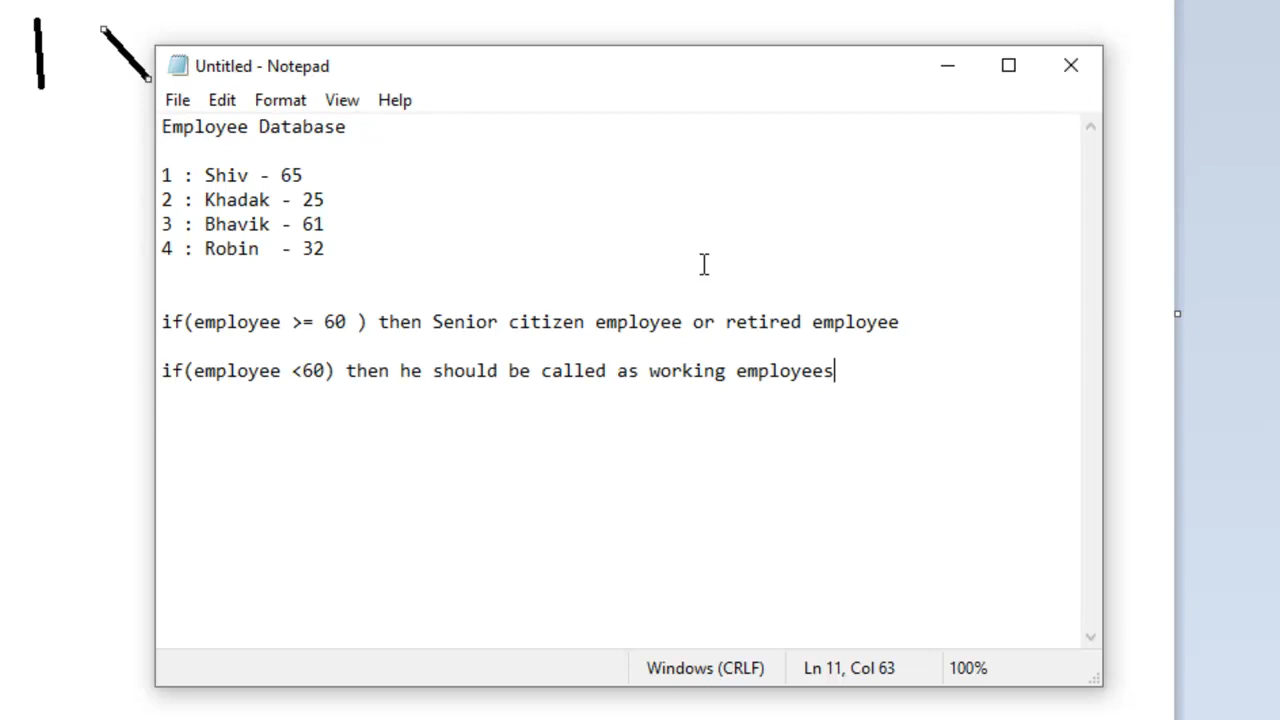 Untitled - Notepad
File Edit Format View Help
Employee Database
1 : Shiv - 65
2 : Khadak - 25
3 : Bhavik - 61
4 : Robin  - 32
if(employee >= 60 ) then Senior citizen employee or retired employee
if(employee <60) then he should be called as working employees
Windows (CRLF) Ln 11, Col 63 100%